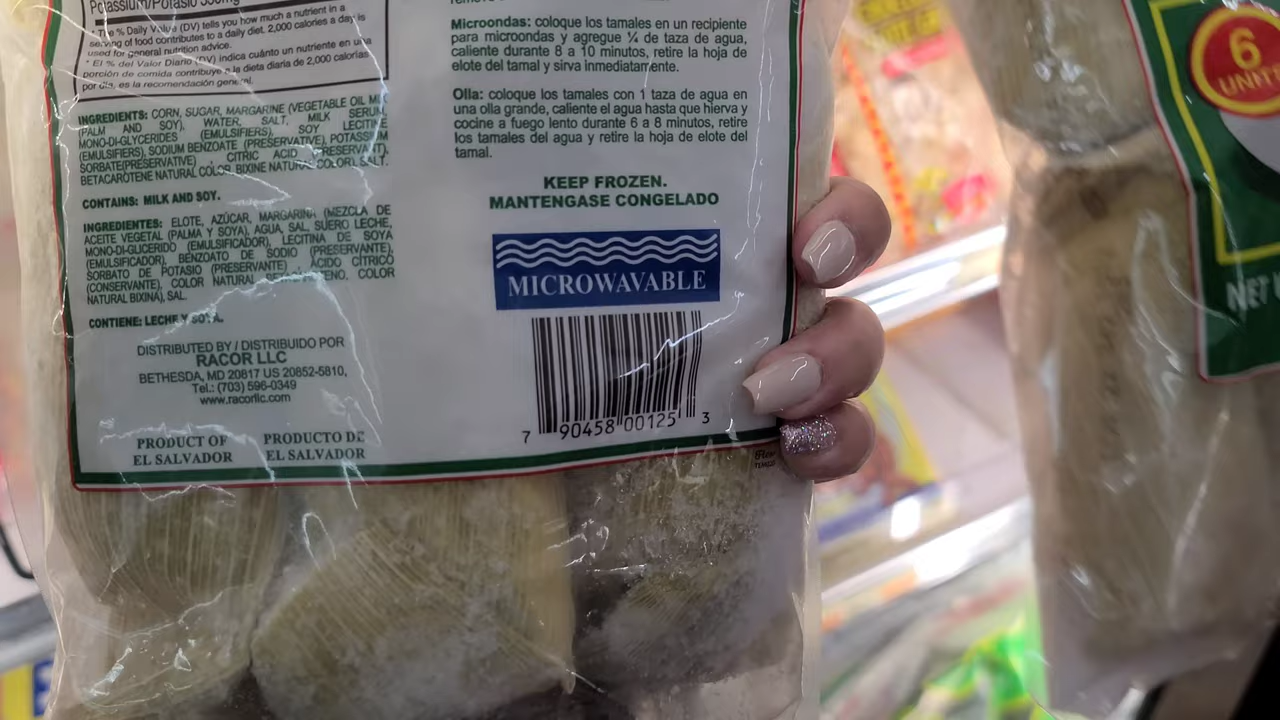 Potassium/Potasio
* The % Daily Value (DV) tells you how much a nutrient in a
serving of food contributes to a daily diet. 2,000 calories a day is
used for general nutrition advice.
* El % del Valor Diario (DV) indica cuánto un nutriente en una
porción de comida contribuye a la dieta diaria de 2,000 calorías
por día, es la recomendación general.
INGREDIENTS: CORN, SUGAR, MARGARINE (VEGETABLE OIL MIX
(PALM AND SOY), WATER, SALT, MILK SERUM,
MONO-DI-GLYCERIDES (EMULSIFIERS), SOY LECITINE
(EMULSIFIERS), SODIUM BENZOATE (PRESERVATIVE), POTASSIUM
SORBATE(PRESERVATIVE) CITRIC ACID (PRESERVANT),
BETACAROTENE NATURAL COLOR, BIXINE NATURAL COLOR), SALT.
CONTAINS: MILK AND SOY.
INGREDIENTES: ELOTE, AZÚCAR, MARGARINA (MEZCLA DE
ACEITE VEGETAL (PALMA Y SOYA), AGUA, SAL, SUERO LECHE,
MONO-DI-GLICERIDO (EMULSIFICADOR), LECITINA DE SOYA
(EMULSIFICADOR), BENZOATO DE SODIO (PRESERVANTE),
SORBATO DE POTASIO (PRESERVANTE), ACIDO CÍTRICO
(CONSERVANTE), COLOR NATURAL COLOR
NATURAL BIXINA), SAL.
CONTIENE: LECHE Y SOYA.
DISTRIBUTED BY / DISTRIBUIDO POR
RACOR LLC
BETHESDA, MD 20817 US 20852-5810,
Tel.: (703) 596-0349
www.racorllc.com
PRODUCT OF
EL SALVADOR
PRODUCTO DE
EL SALVADOR
Microondas: coloque los tamales en un recipiente
para microondas y agregue ¼ de taza de agua,
caliente durante 8 a 10 minutos, retire la hoja de
elote del tamal y sirva inmediatamente.
Olla: coloque los tamales con 1 taza de agua en
una olla grande, caliente el agua hasta que hierva y
cocine a fuego lento durante 6 a 8 minutos, retire
los tamales del agua y retire la hoja de elote del
tamal.
KEEP FROZEN.
MANTENGASE CONGELADO
MICROWAVABLE
7 90458 00125 3
6
NET